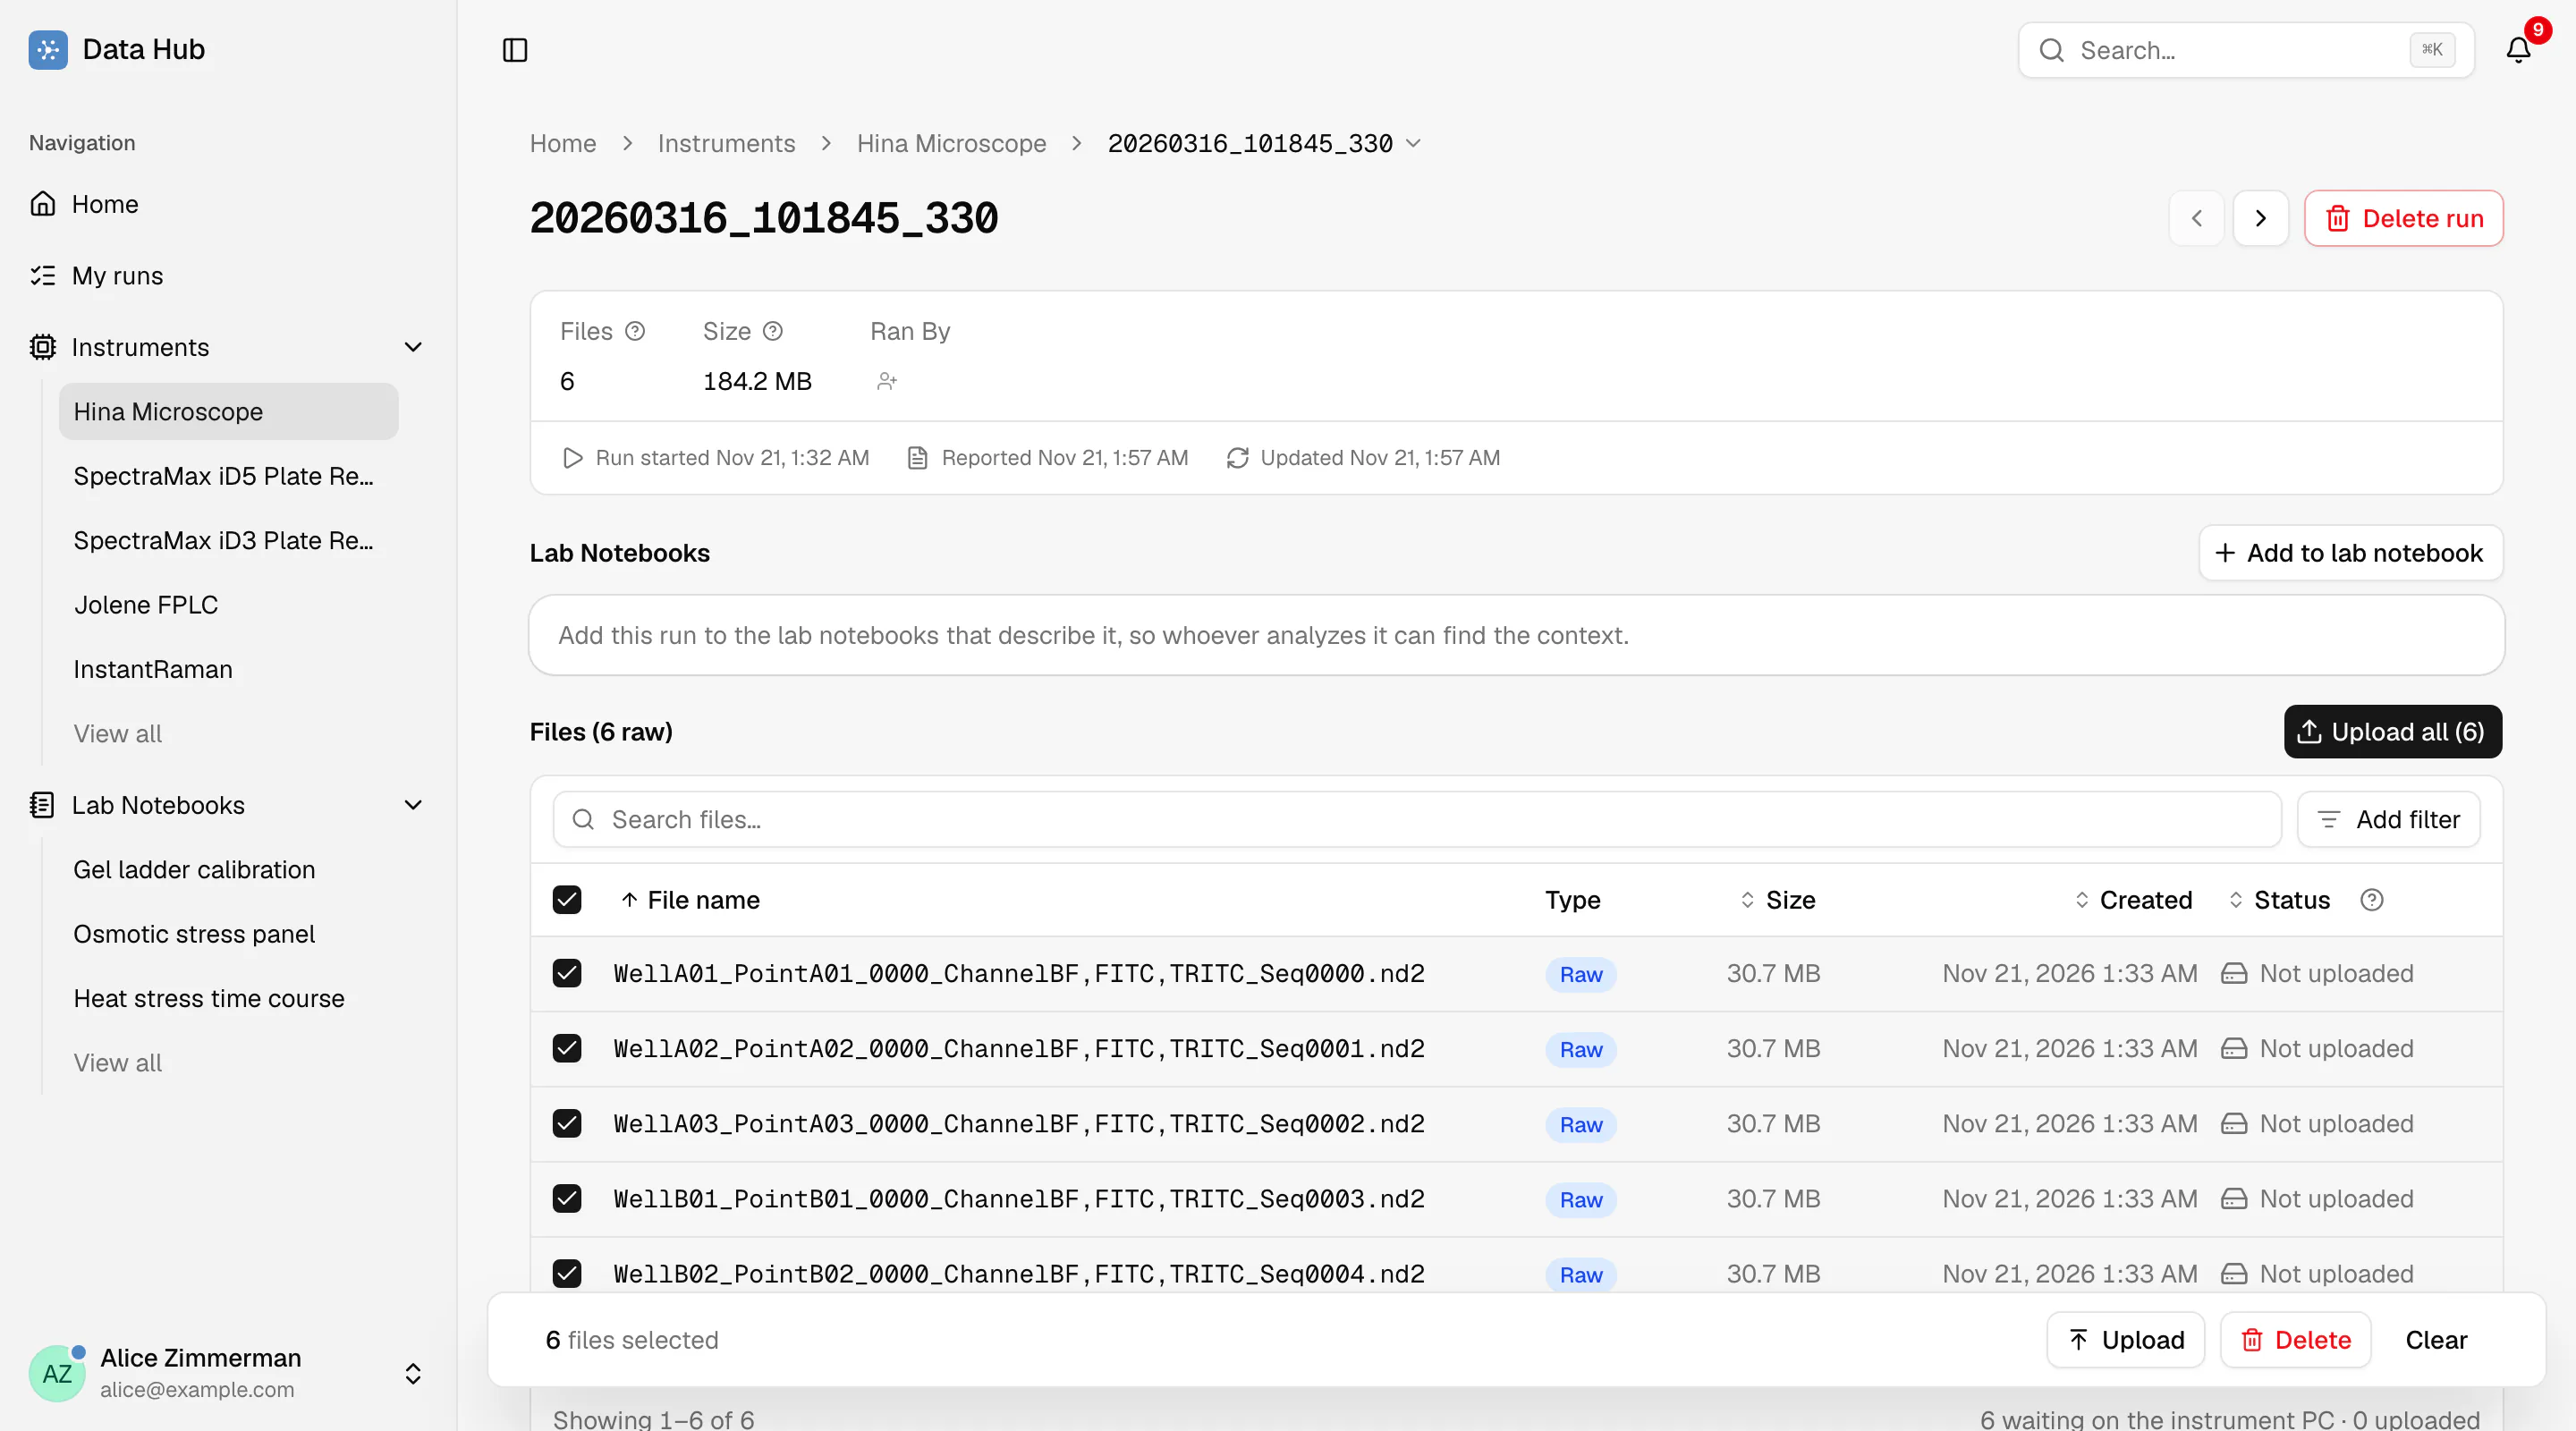 Data Hub
Search...
⌘K
9
Navigation
Home
My runs
Instruments
Hina Microscope
SpectraMax iD5 Plate Re...
SpectraMax iD3 Plate Re...
Jolene FPLC
InstantRaman
View all
Lab Notebooks
Gel ladder calibration
Osmotic stress panel
Heat stress time course
View all
AZ
Alice Zimmerman
alice@example.com
Home > Instruments > Hina Microscope > 20260316_101845_330
20260316_101845_330
Delete run
Files Size Ran By
6 184.2 MB
Run started Nov 21, 1:32 AM Reported Nov 21, 1:57 AM Updated Nov 21, 1:57 AM
Lab Notebooks
Add to lab notebook
Add this run to the lab notebooks that describe it, so whoever analyzes it can find the context.
Files (6 raw)
Upload all (6)
Search files...
Add filter
File name Type Size Created Status
WellA01_PointA01_0000_ChannelBF,FITC,TRITC_Seq0000.nd2 Raw 30.7 MB Nov 21, 2026 1:33 AM Not uploaded
WellA02_PointA02_0000_ChannelBF,FITC,TRITC_Seq0001.nd2 Raw 30.7 MB Nov 21, 2026 1:33 AM Not uploaded
WellA03_PointA03_0000_ChannelBF,FITC,TRITC_Seq0002.nd2 Raw 30.7 MB Nov 21, 2026 1:33 AM Not uploaded
WellB01_PointB01_0000_ChannelBF,FITC,TRITC_Seq0003.nd2 Raw 30.7 MB Nov 21, 2026 1:33 AM Not uploaded
WellB02_PointB02_0000_ChannelBF,FITC,TRITC_Seq0004.nd2 Raw 30.7 MB Nov 21, 2026 1:33 AM Not uploaded
6 files selected
Upload
Delete
Clear
Showing 1–6 of 6
6 waiting on the instrument PC · 0 uploaded